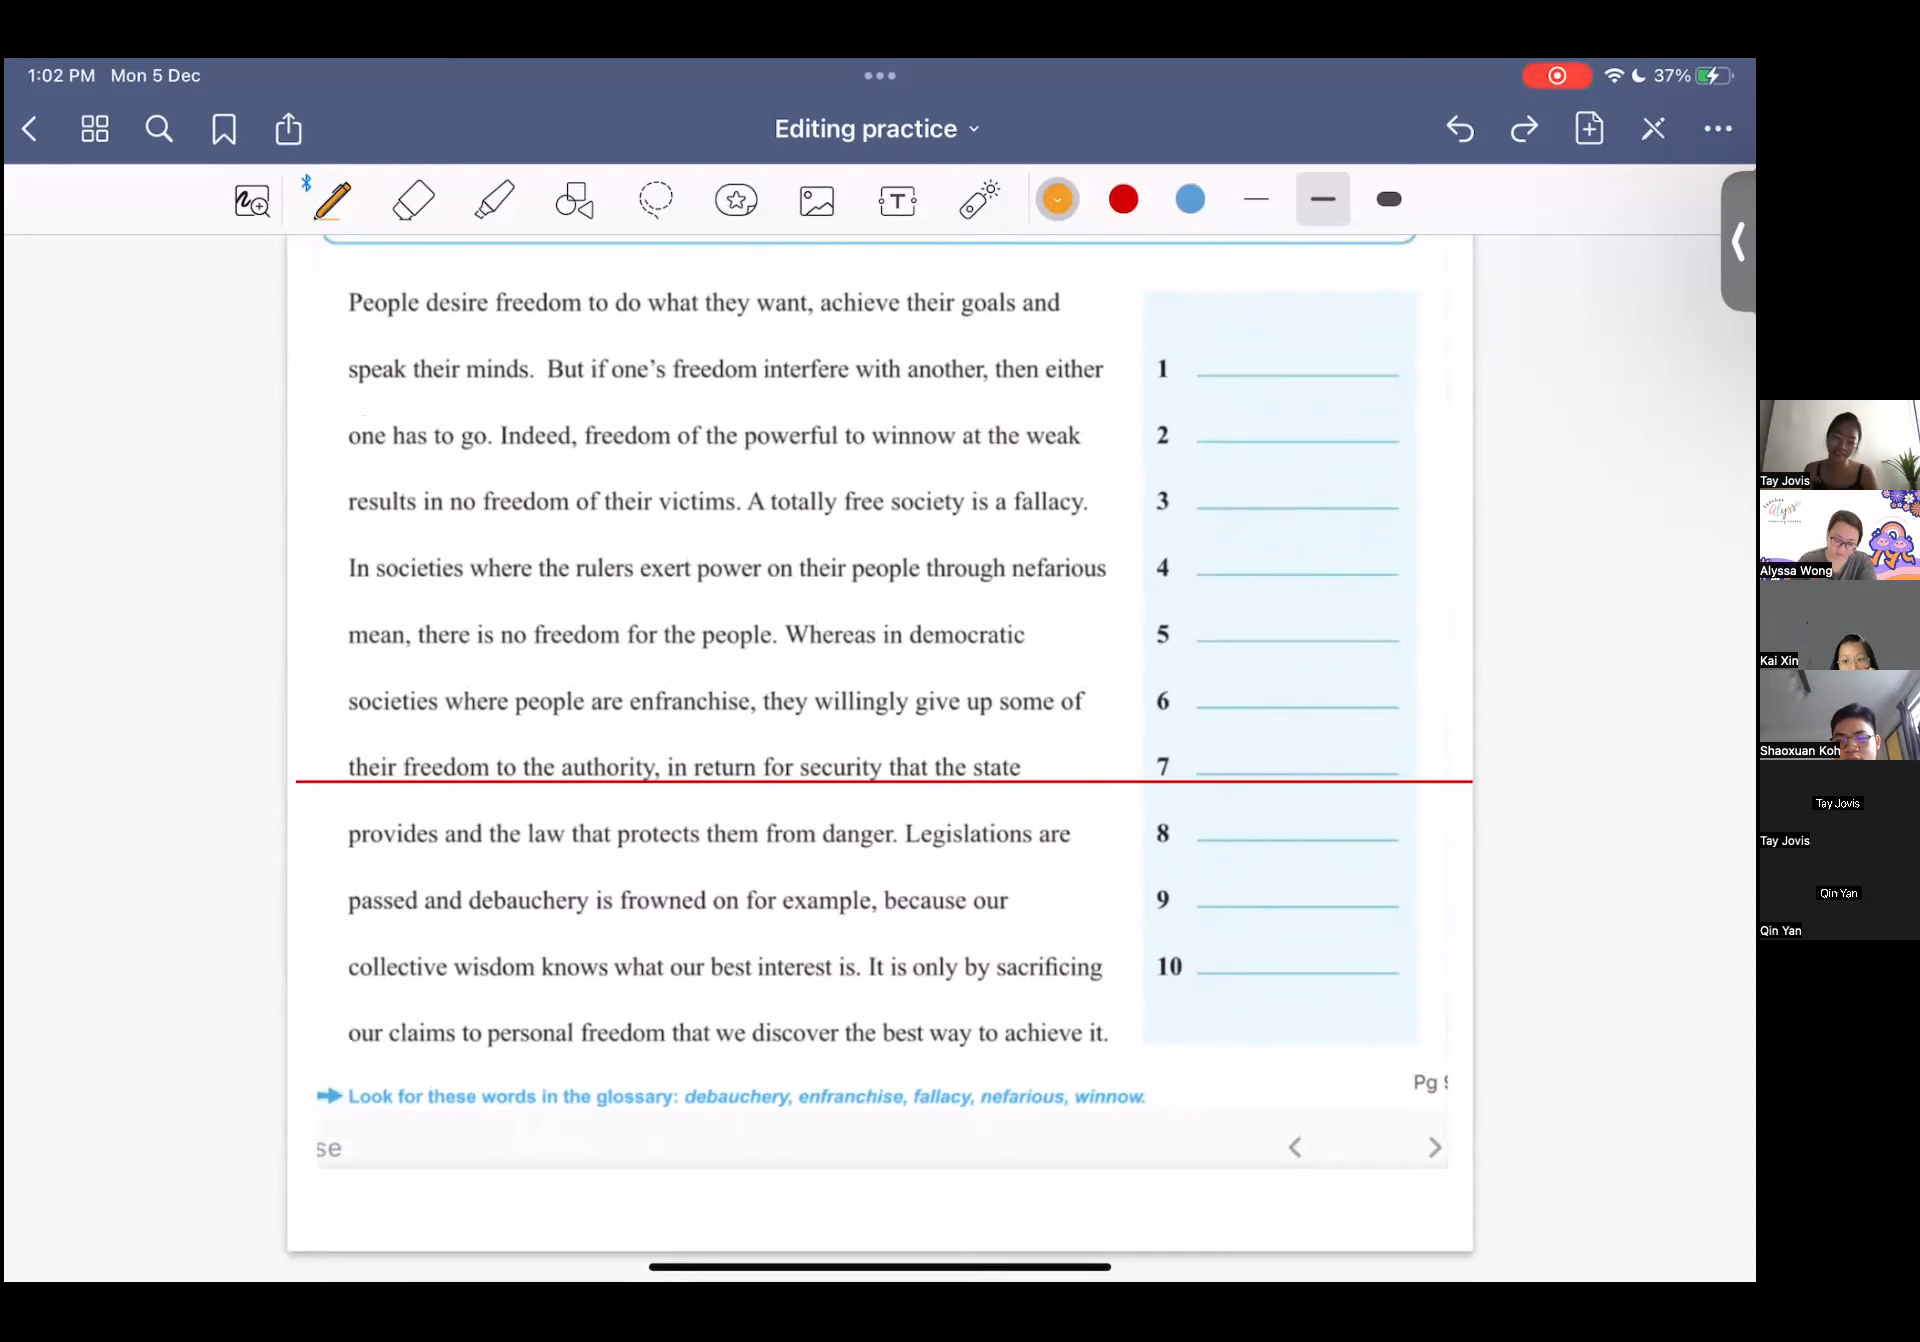 1:02 PM Mon 5 Dec
37%
Editing practice
T
People desire freedom to do what they want, achieve their goals and
speak their minds. But if one’s freedom interfere with another, then either 1
one has to go. Indeed, freedom of the powerful to winnow at the weak 2
results in no freedom of their victims. A totally free society is a fallacy. 3
In societies where the rulers exert power on their people through nefarious 4
mean, there is no freedom for the people. Whereas in democratic 5
societies where people are enfranchise, they willingly give up some of 6
their freedom to the authority, in return for security that the state 7
provides and the law that protects them from danger. Legislations are 8
passed and debauchery is frowned on for example, because our 9
collective wisdom knows what our best interest is. It is only by sacrificing 10
our claims to personal freedom that we discover the best way to achieve it.
Pg
Look for these words in the glossary: debauchery, enfranchise, fallacy, nefarious, winnow.
se
Tay Jovis
Alyssa
Alyssa Wong
Kai Xin
Shaoxuan Koh
Tay Jovis
Tay Jovis
Qin Yan
Qin Yan